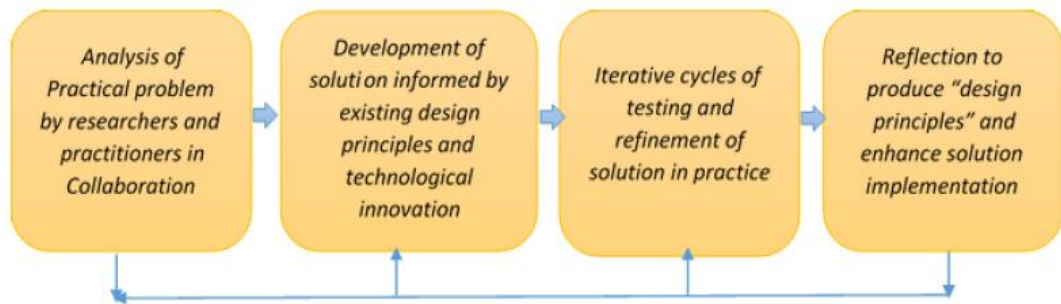 Analysis of
Practical problem
by researchers and
practitioners in
Collaboration
Development of
solution informed by
existing design
principles and
technological
innovation
Iterative cycles of
testing and
refinement of
solution in practice
Reflection to
produce “design
principles” and
enhance solution
implementation